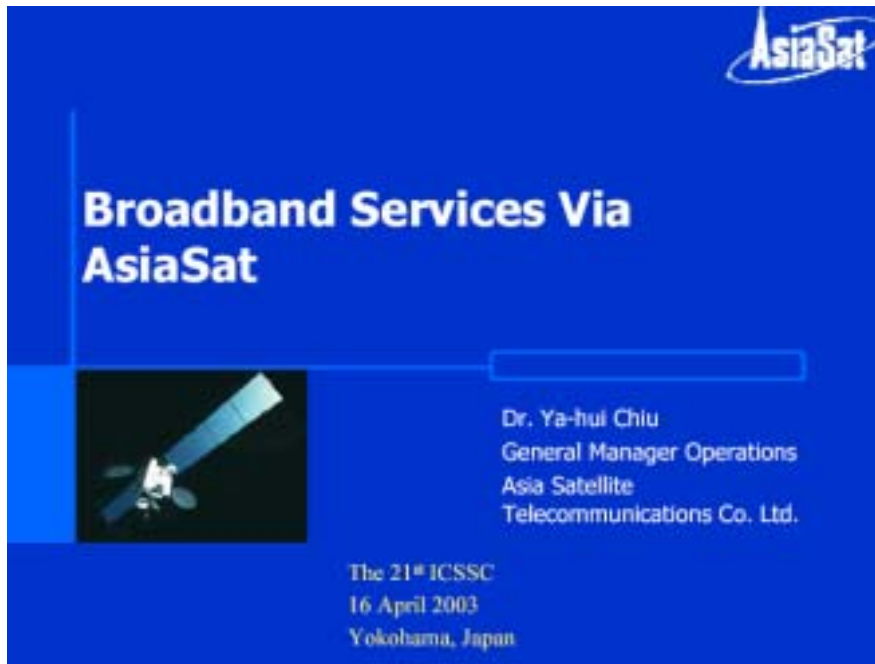 AsiaSat
Broadband Services Via
AsiaSat
Dr. Ya-hui Chiu
General Manager Operations
Asia Satellite
Telecommunications Co. Ltd.
The 21st ICSSC
16 April 2003
Yokohama, Japan